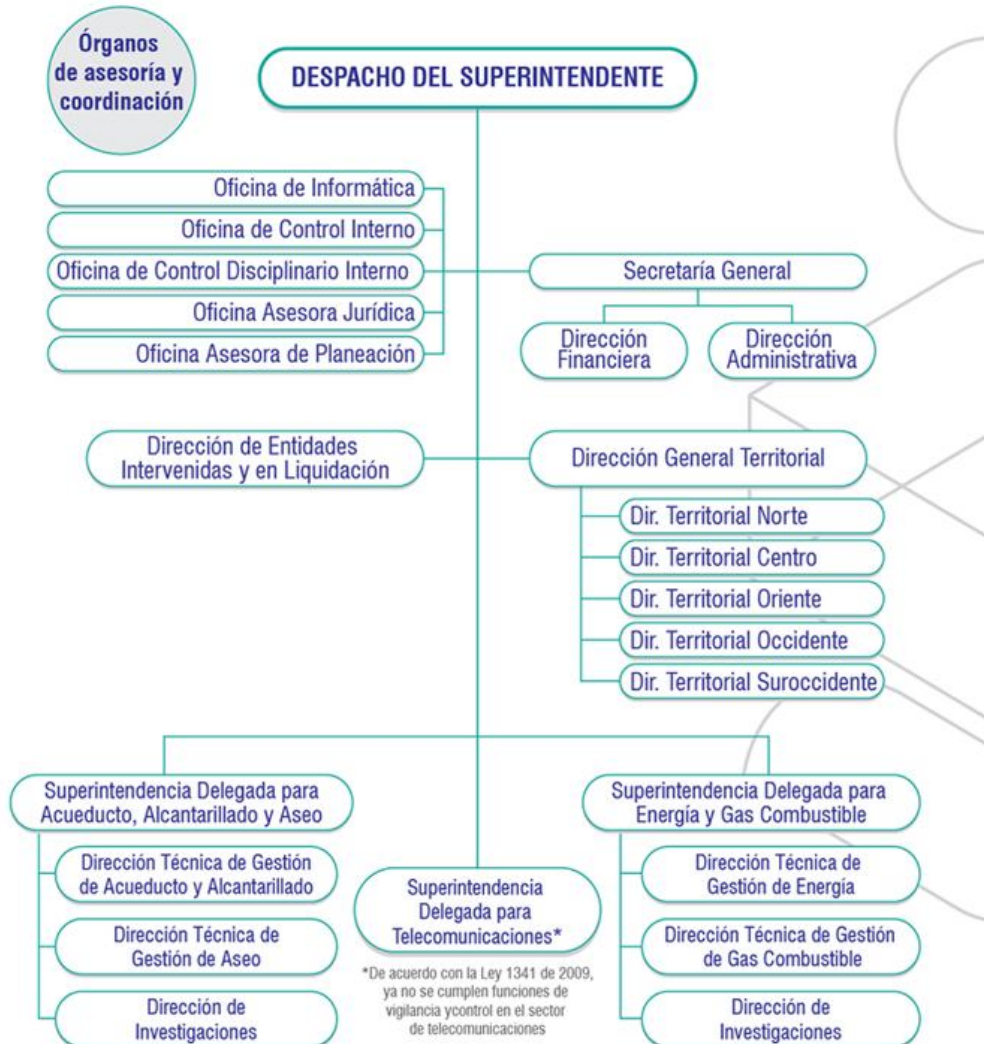 Órganos
de asesoría y
coordinación
DESPACHO DEL SUPERINTENDENTE
Oficina de Informática
Oficina de Control Interno
Oficina de Control Disciplinario Interno
Oficina Asesora Jurídica
Oficina Asesora de Planeación
Secretaría General
Dirección
Financiera
Dirección
Administrativa
Dirección de Entidades
Intervenidas y en Liquidación
Dirección General Territorial
Dir. Territorial Norte
Dir. Territorial Centro
Dir. Territorial Oriente
Dir. Territorial Occidente
Dir. Territorial Suroccidente
Superintendencia Delegada para
Acueducto, Alcantarillado y Aseo
Dirección Técnica de Gestión
de Acueducto y Alcantarillado
Dirección Técnica de
Gestión de Aseo
Dirección de
Investigaciones
Superintendencia
Delegada para
Telecomunicaciones*
*De acuerdo con la Ley 1341 de 2009,
ya no se cumplen funciones de
vigilancia ycontrol en el sector
de telecomunicaciones
Superintendencia Delegada para
Energía y Gas Combustible
Dirección Técnica de
Gestión de Energía
Dirección Técnica de Gestión
de Gas Combustible
Dirección de
Investigaciones